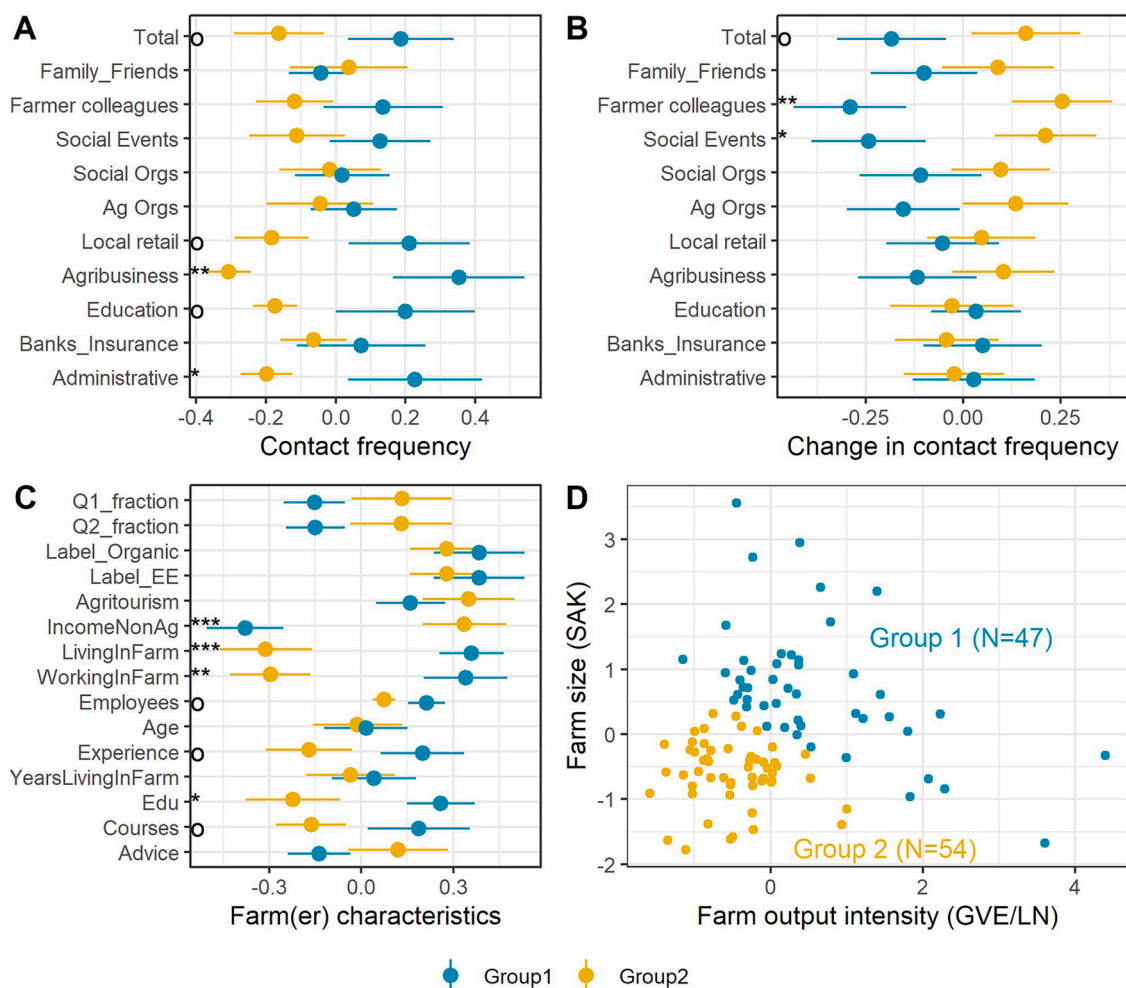 A
Total
o
Family_Friends
Farmer colleagues
Social Events
Social Orgs
Ag Orgs
Local retail
o
Agribusiness
**
Education
o
Banks_Insurance
Administrative
*
-0.4 -0.2 0.0 0.2 0.4
Contact frequency
B
Total
o
Family_Friends
Farmer colleagues
**
Social Events
*
Social Orgs
Ag Orgs
Local retail
Agribusiness
Education
Banks_Insurance
Administrative
-0.25 0.00 0.25
Change in contact frequency
C
Q1_fraction
Q2_fraction
Label_Organic
Label_EE
Agritourism
IncomeNonAg
***
LivingInFarm
***
WorkingInFarm
**
Employees
o
Age
Experience
o
YearsLivingInFarm
Edu
*
Courses
o
Advice
-0.3 0.0 0.3
Farm(er) characteristics
D
Farm size (SAK)
3
2
1
0
-1
-2
Group 1 (N=47)
Group 2 (N=54)
0 2 4
Farm output intensity (GVE/LN)
Group1 Group2